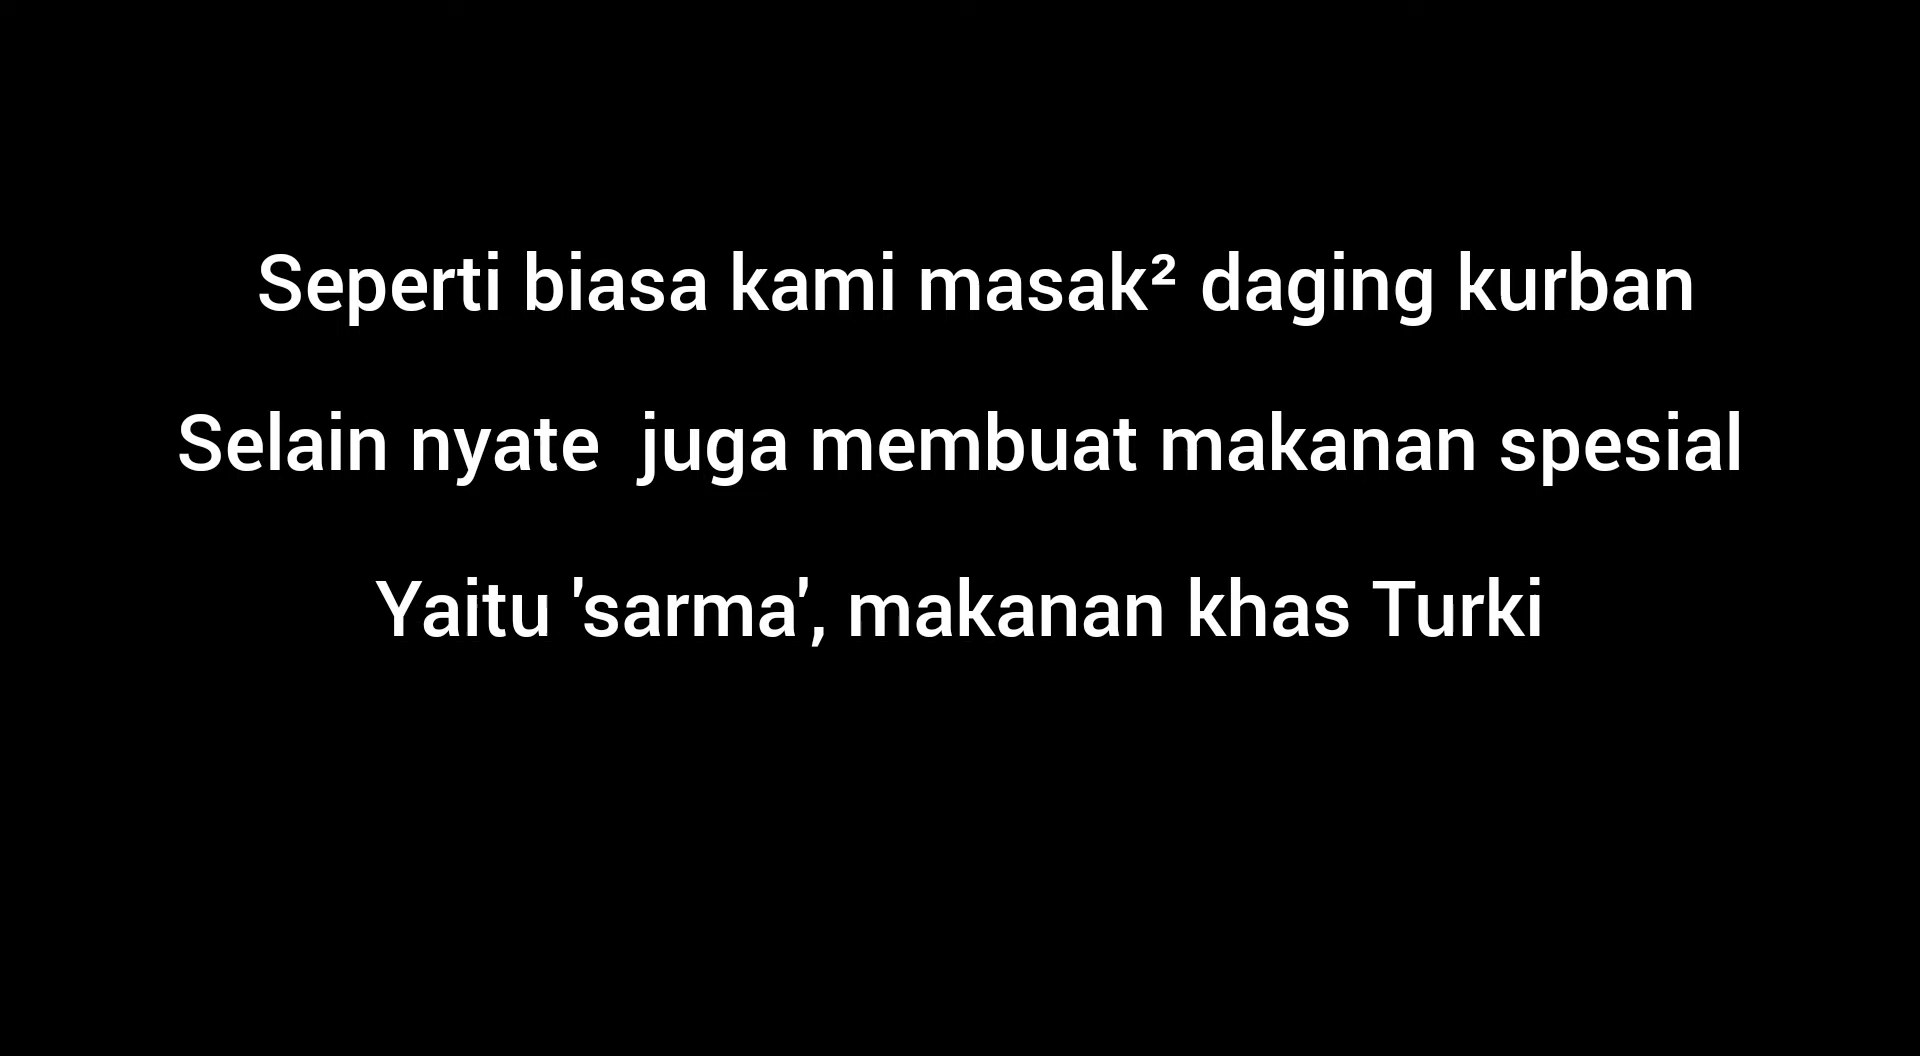 Seperti biasa kami masak² daging kurban
Selain nyate  juga membuat makanan spesial
Yaitu 'sarma', makanan khas Turki